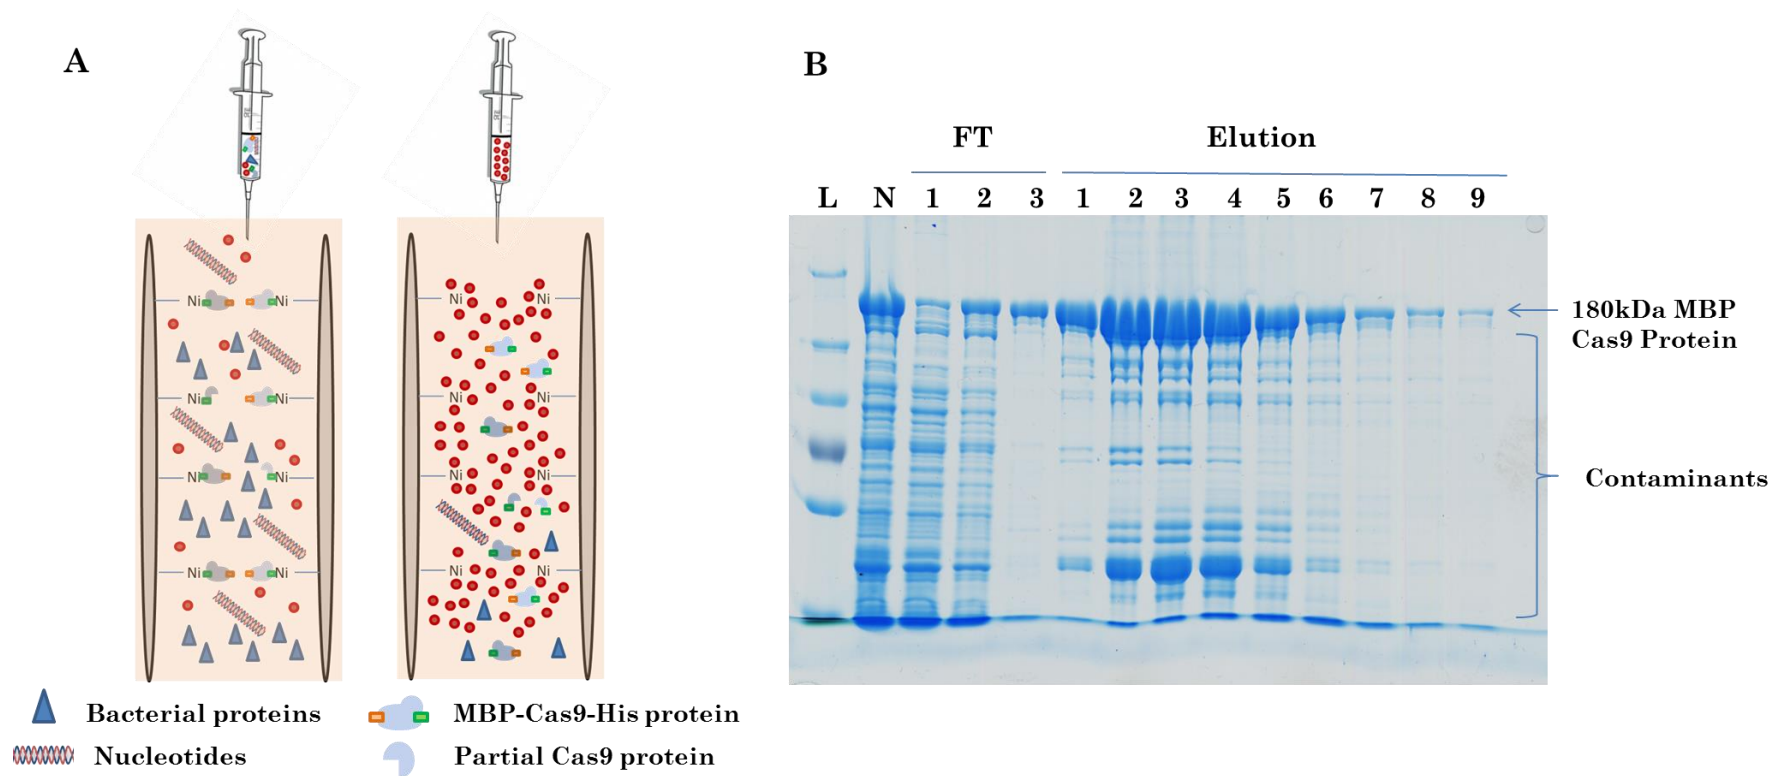 A
Ni Ni
Ni Ni
Ni Ni
Ni Ni
Ni Ni
Ni Ni
Ni Ni
Ni Ni
Bacterial proteins
MBP-Cas9-His protein
Nucleotides
Partial Cas9 protein
B
FT Elution
L N 1 2 3 1 2 3 4 5 6 7 8 9
180kDa MBP
Cas9 Protein
Contaminants